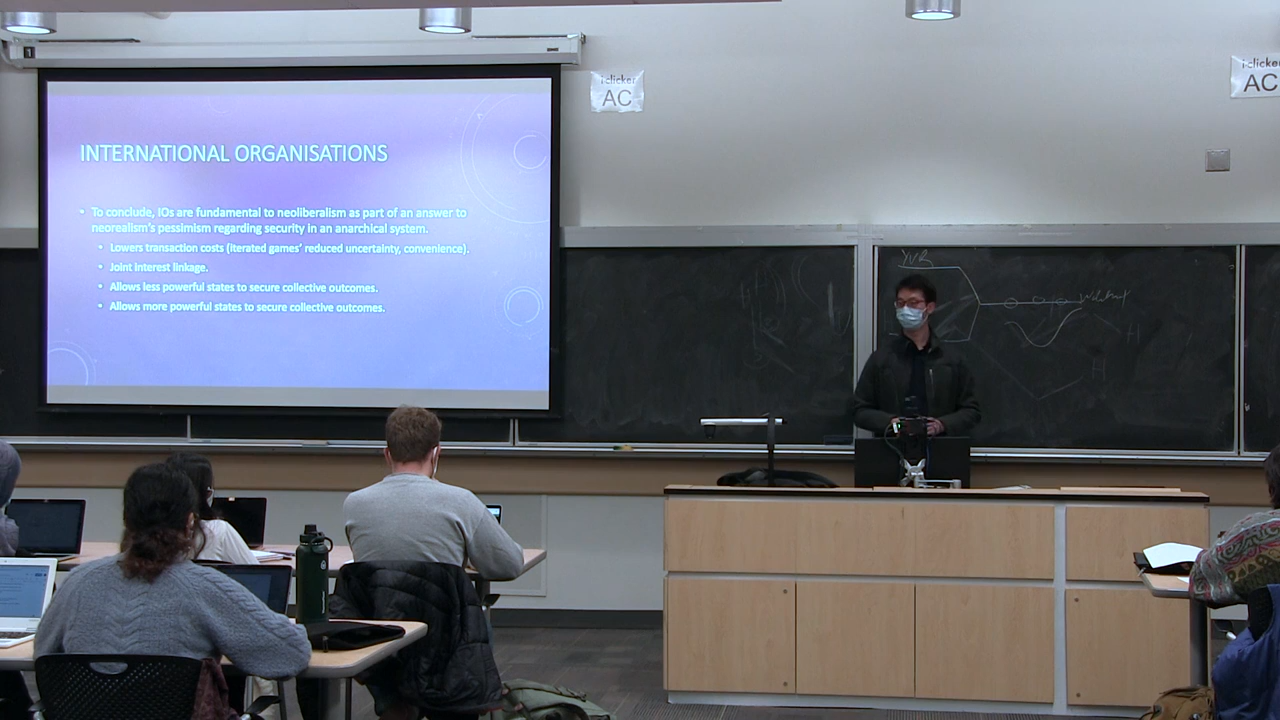 INTERNATIONAL ORGANISATIONS
• To conclude, IOs are fundamental to neoliberalism as part of an answer to
neorealism's pessimism regarding security in an anarchical system.
• Lowers transaction costs (iterated games' reduced uncertainty, convenience).
• Joint interest linkage.
• Allows less powerful states to secure collective outcomes.
• Allows more powerful states to secure collective outcomes.
iclicker
AC
iclicker
AC
YVR
H
H